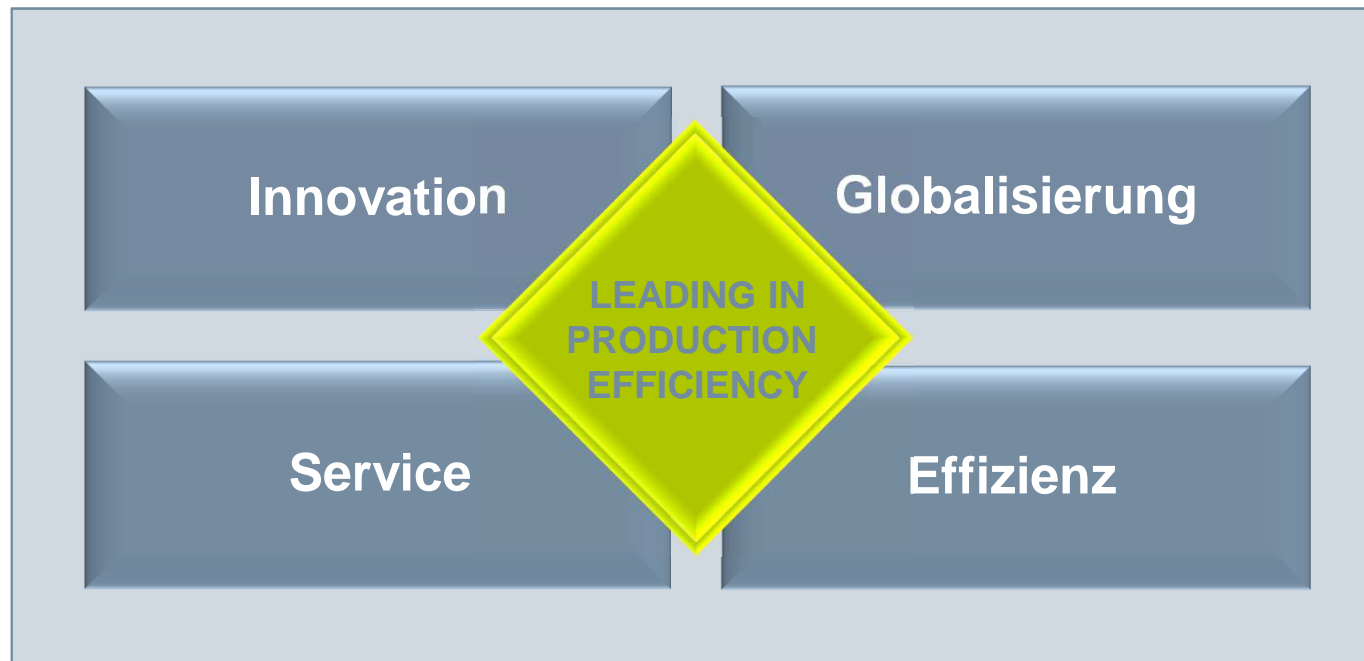 Innovation
Globalisierung
LEADING IN
PRODUCTION
EFFICIENCY
Service
Effizienz